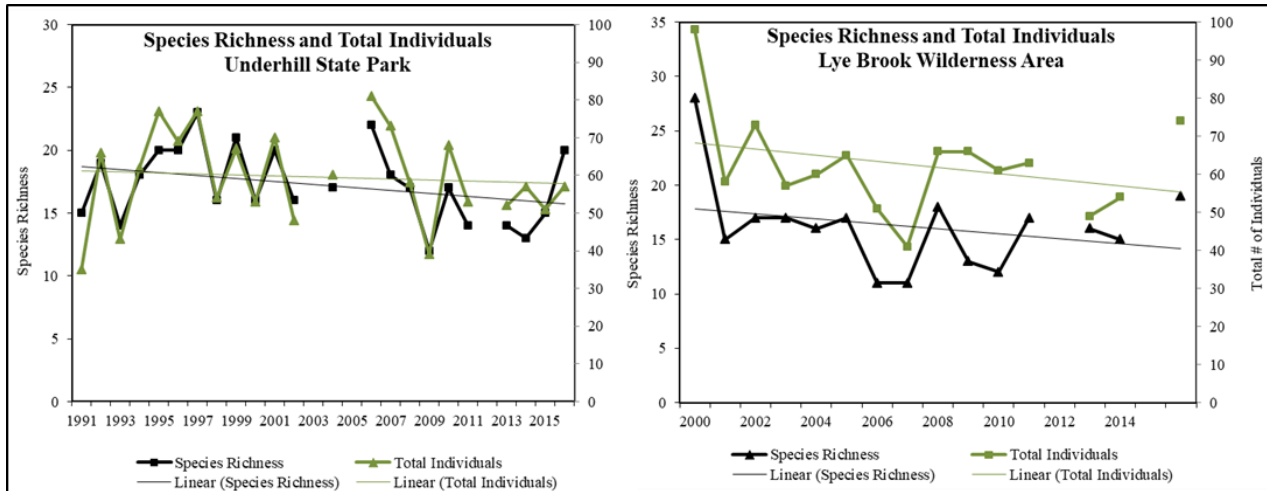 Species Richness and Total Individuals
Underhill State Park
30
25
20
15
10
5
0
Species Richness
100
90
80
70
60
50
40
30
20
10
0
1991 1993 1995 1997 1999 2001 2003 2005 2007 2009 2011 2013 2015
Species Richness
Total Individuals
Linear (Species Richness)
Linear (Total Individuals)
Species Richness and Total Individuals
Lye Brook Wilderness Area
35
30
25
20
15
10
5
0
Species Richness
100
90
80
70
60
50
40
30
20
10
0
Total # of Individuals
2000 2002 2004 2006 2008 2010 2012 2014
Species Richness
Total Individuals
Linear (Species Richness)
Linear (Total Individuals)